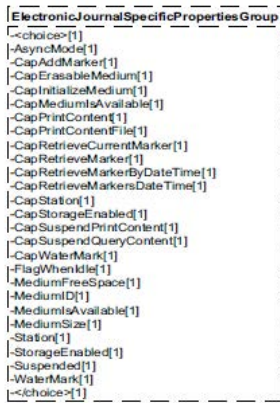 ElectronicJournalSpecificPropertiesGroup
-<choice>[1]
-AsyncMode[1]
-CapAddMarker[1]
-CapErasableMedium[1]
-CapInitializeMedium[1]
-CapMediumIsAvailable[1]
-CapPrintContent[1]
-CapPrintContentFile[1]
-CapRetrieveCurrentMarker[1]
-CapRetrieveMarker[1]
-CapRetrieveMarkerByDateTime[1]
-CapRetrieveMarkersDateTime[1]
-CapStation[1]
-CapStorageEnabled[1]
-CapSuspendPrintContent[1]
-CapSuspendQueryContent[1]
-CapWaterMark[1]
-FlagWhenIdle[1]
-MediumFreeSpace[1]
-MediumID[1]
-MediumIsAvailable[1]
-MediumSize[1]
-Station[1]
-StorageEnabled[1]
-Suspended[1]
-WaterMark[1]
-</choice>[1]